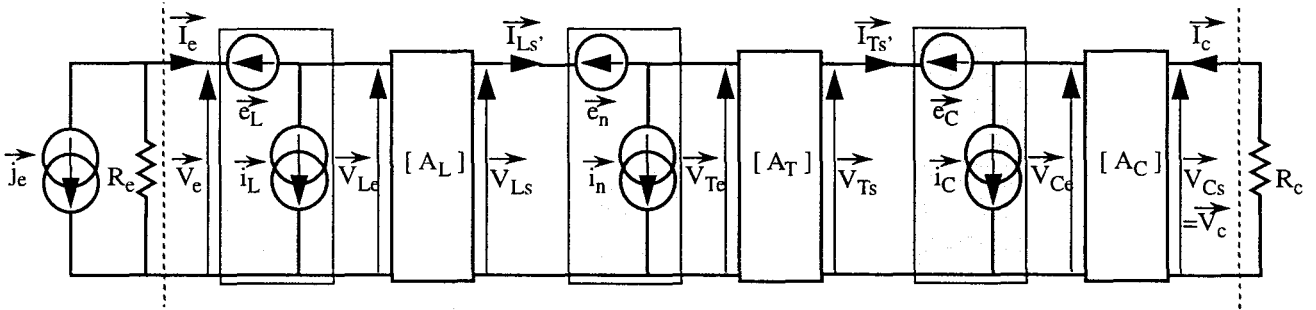 I_e I_Ls' I_Ts' I_c
e_L e_n e_C
j_e R_e V_e i_L V_Le [ A_L ] V_Ls i_n V_Te [ A_T ] V_Ts i_C V_Ce [ A_C ] V_Cs R_c
=V_c